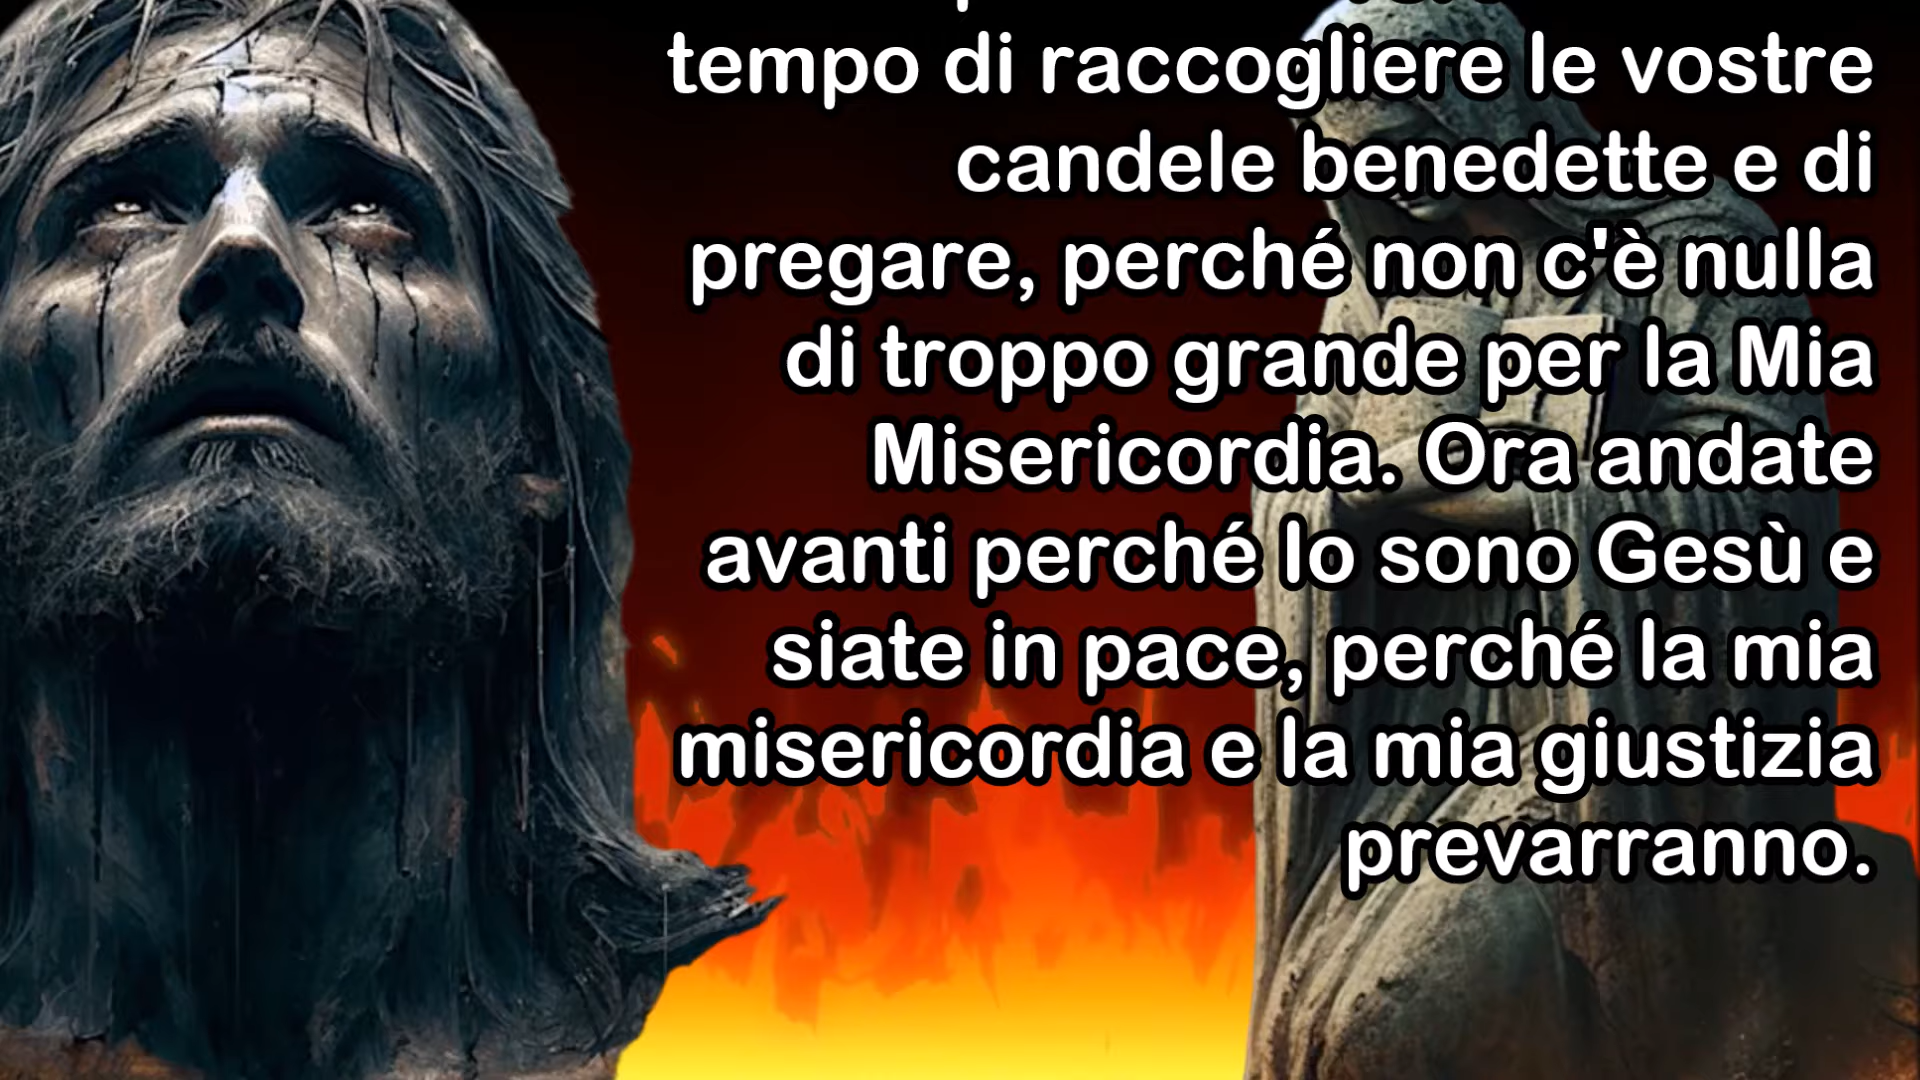 tempo di raccogliere le vostre
candele benedette e di
pregare, perché non c'è nulla
di troppo grande per la Mia
Misericordia. Ora andate
avanti perché Io sono Gesù e
siate in pace, perché la mia
misericordia e la mia giustizia
prevarranno.